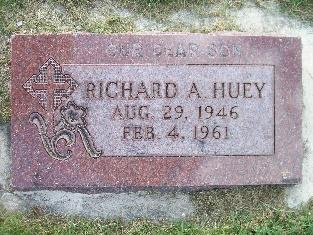 OUR DEAR SON
RICHARD A. HUEY
AUG. 29, 1946
FEB. 4, 1961